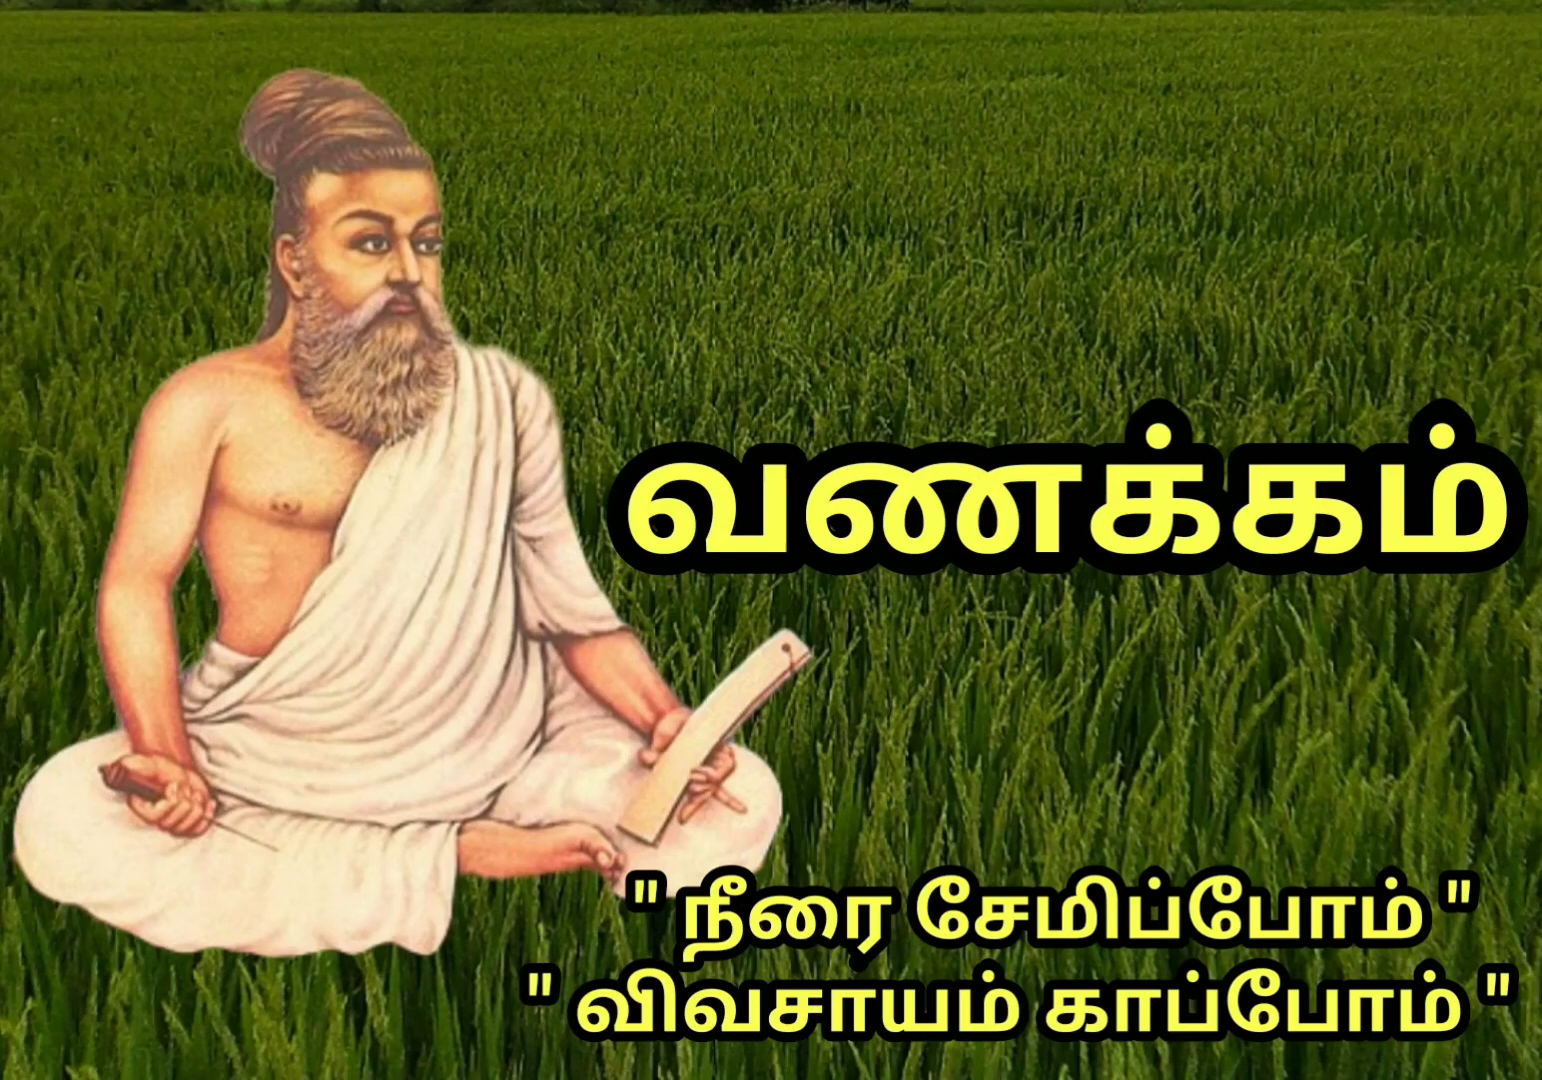 வணக்கம்
" நீரை சேமிப்போம் "
" விவசாயம் காப்போம் "